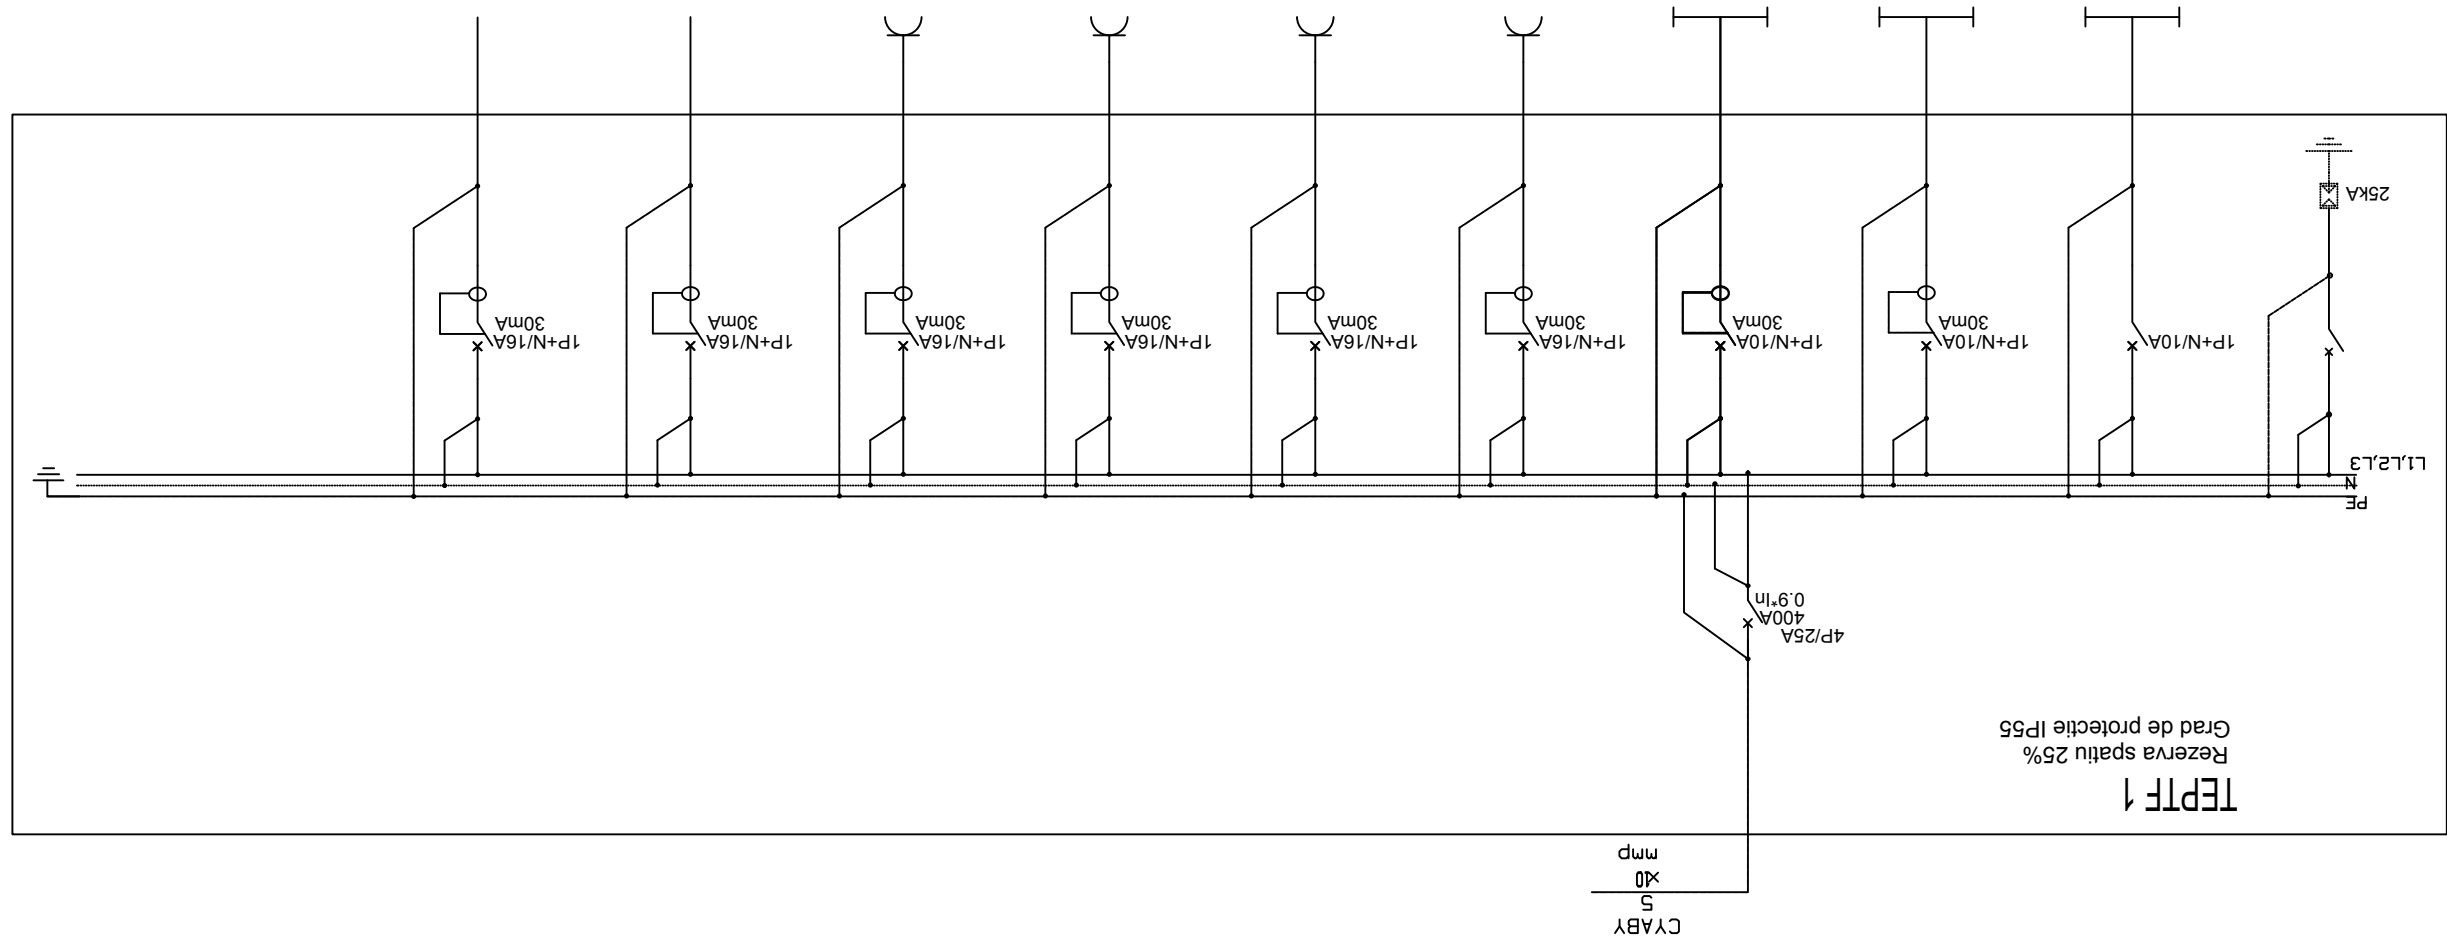 CYABY
5
x10
mmp
TEPTF 1
Rezerva spatiu 25%
Grad de protectie IP55
4P/25A
400A
0.9*In
PE
N
L1,L2,L3
1P+N/10A
1P+N/10A
30mA
1P+N/10A
30mA
1P+N/16A
30mA
1P+N/16A
30mA
1P+N/16A
30mA
1P+N/16A
30mA
1P+N/16A
30mA
1P+N/16A
30mA
25kA